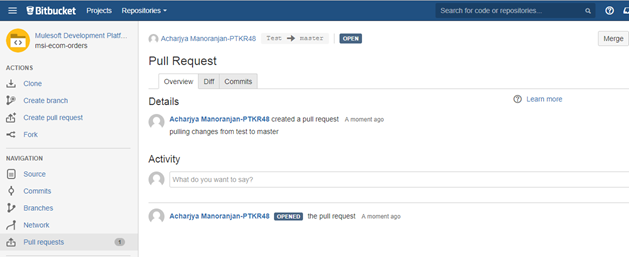 Bitbucket Projects Repositories Search for code or repositories...
Mulesoft Development Platf...
msi-ecom-orders
ACTIONS
Clone
Create branch
Create pull request
Fork
NAVIGATION
Source
Commits
Branches
Network
Pull requests 1
Acharjya Manoranjan-PTKR48 Test → master OPEN Merge
Pull Request
Overview Diff Commits
Details Learn more
Acharjya Manoranjan-PTKR48 created a pull request A moment ago
pulling changes from test to master
Activity
What do you want to say?
Acharjya Manoranjan-PTKR48 OPENED the pull request A moment ago